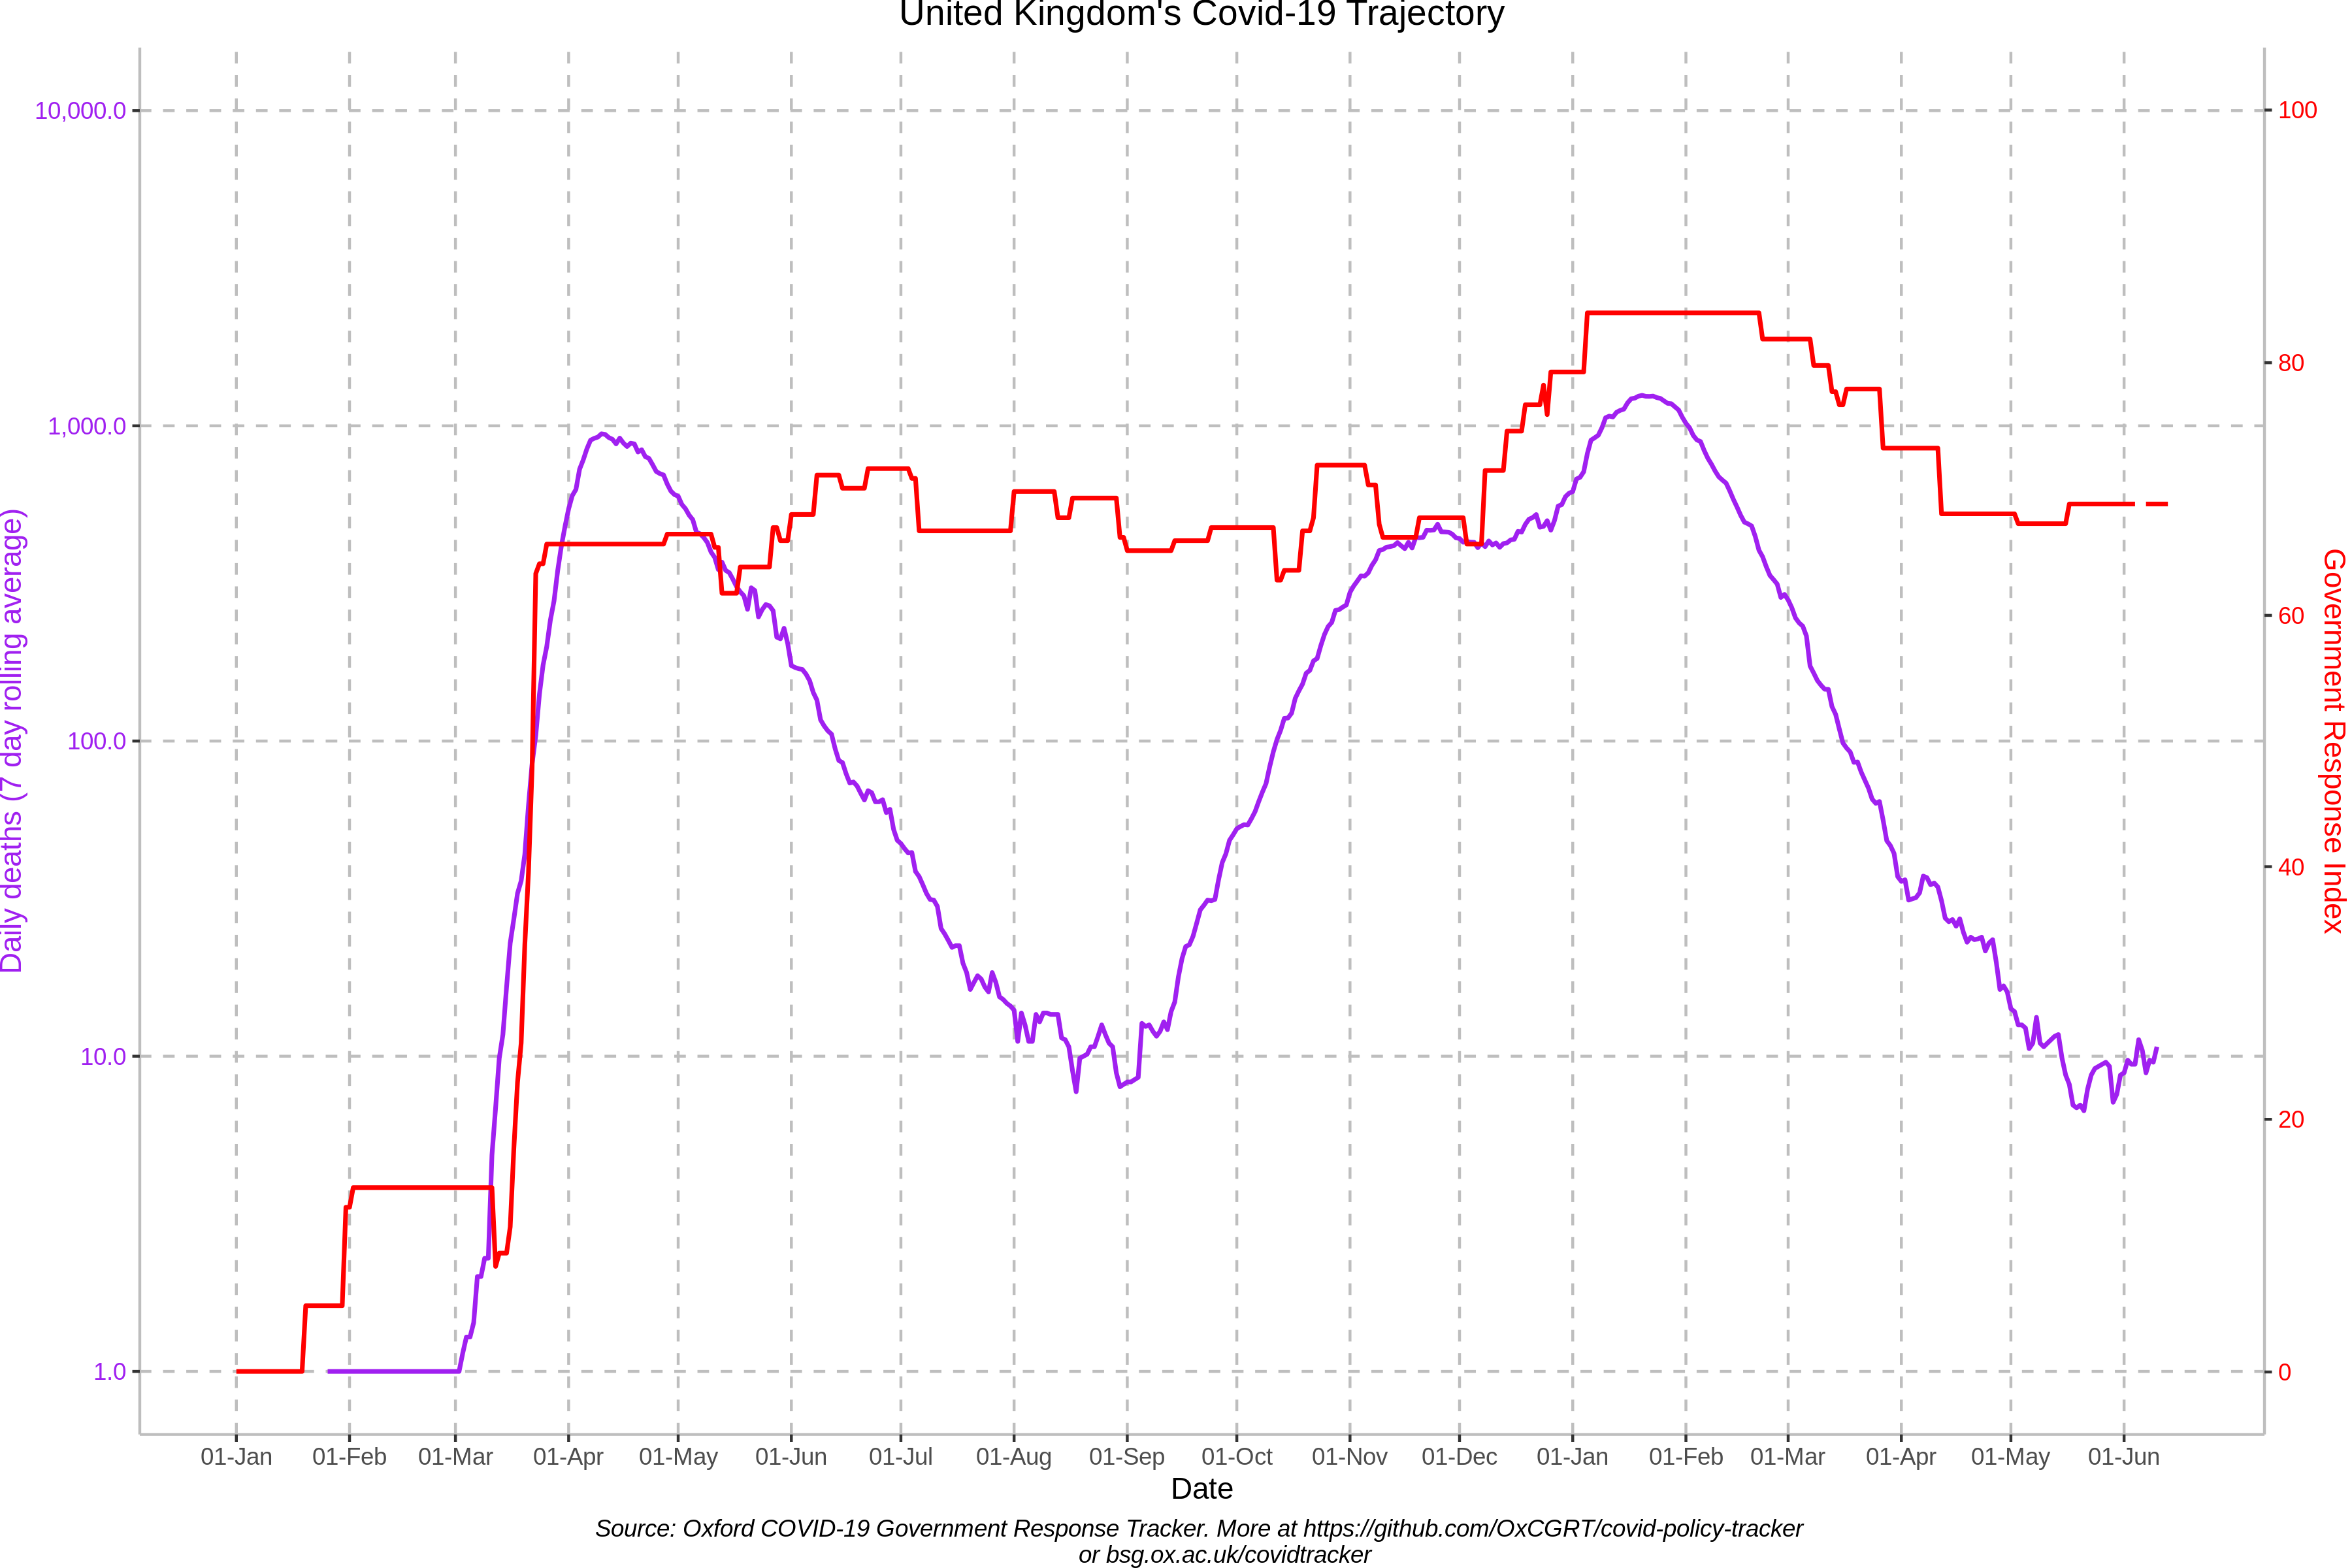 United Kingdom's Covid-19 Trajectory
10,000.0
1,000.0
100.0
10.0
1.0
Daily deaths (7 day rolling average)
100
80
60
40
20
0
Government Response Index
01-Jan 01-Feb 01-Mar 01-Apr 01-May 01-Jun 01-Jul 01-Aug 01-Sep 01-Oct 01-Nov 01-Dec 01-Jan 01-Feb 01-Mar 01-Apr 01-May 01-Jun
Date
Source: Oxford COVID-19 Government Response Tracker. More at https://github.com/OxCGRT/covid-policy-tracker
or bsg.ox.ac.uk/covidtracker